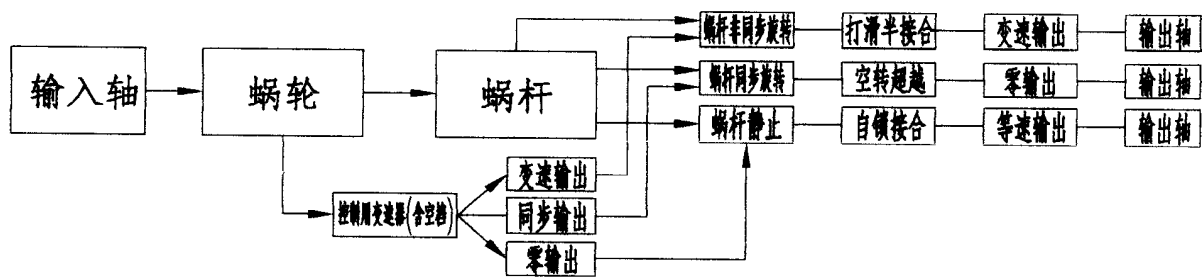 蜗杆非同步旋转 打滑半接合 变速输出 输出轴
输入轴 蜗轮 蜗杆 蜗杆同步旋转 空转超越 零输出 输出轴
蜗杆静止 自锁接合 等速输出 输出轴
变速输出
控制用变速器(含空档) 同步输出
零输出